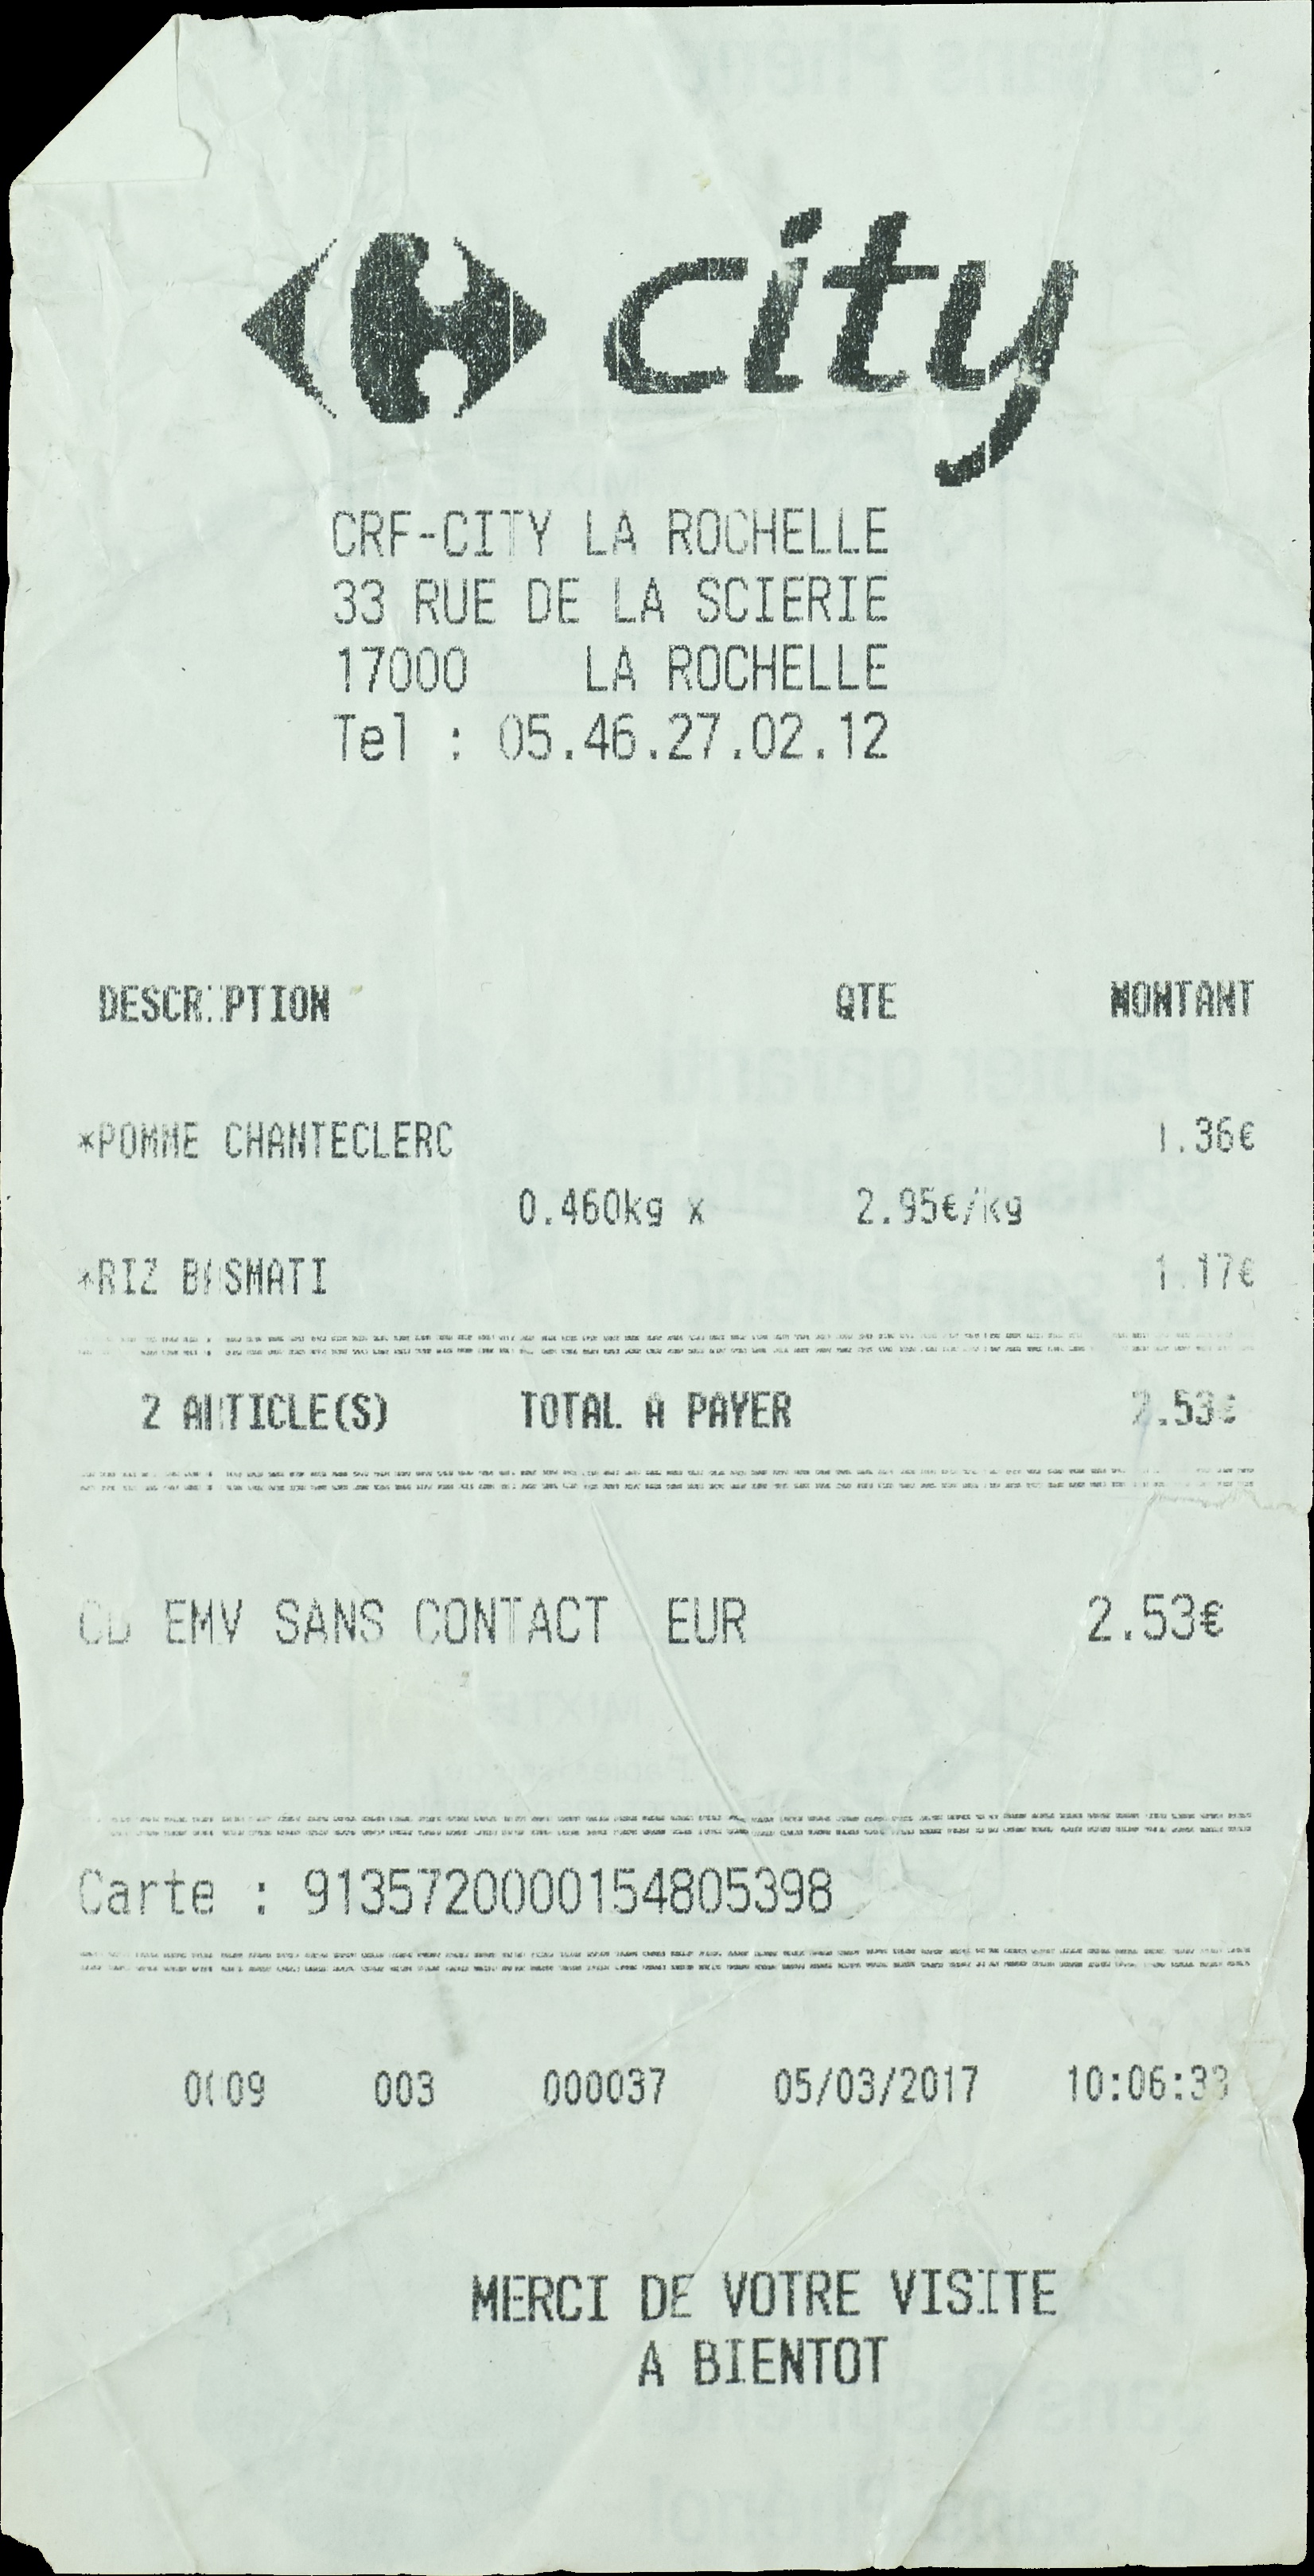 city
CRF-CITY LA ROCHELLE
33 RUE DE LA SCIERIE
17000 LA ROCHELLE
Tel : 05.46.27.02.12
DESCRIPTION QTE MONTANT
*POMME CHANTECLERC 1.36€
0.460kg x 2.95€/kg
*RIZ BASMATI 1.17€
2 ARTICLE(S) TOTAL A PAYER 2.53€
CB EMV SANS CONTACT EUR 2.53€
Carte : 9135720000154805398
0009 003 000037 05/03/2017 10:06:33
MERCI DE VOTRE VISITE
A BIENTOT